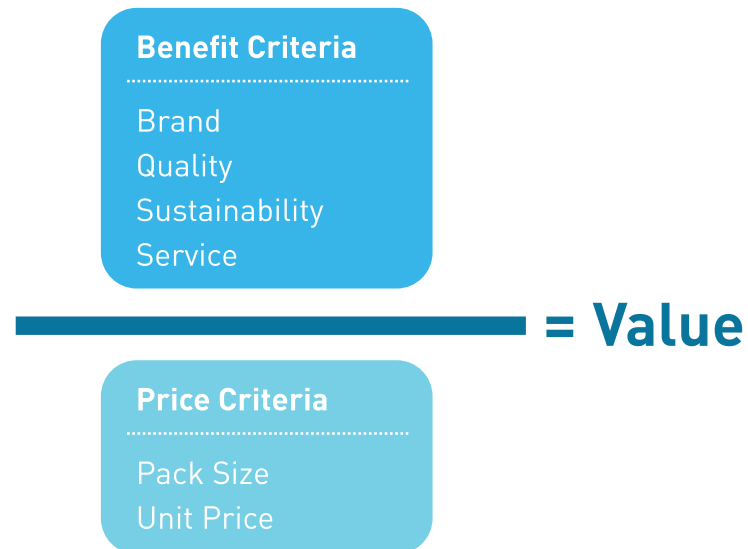 Benefit Criteria
Brand
Quality
Sustainability
Service
= Value
Price Criteria
Pack Size
Unit Price